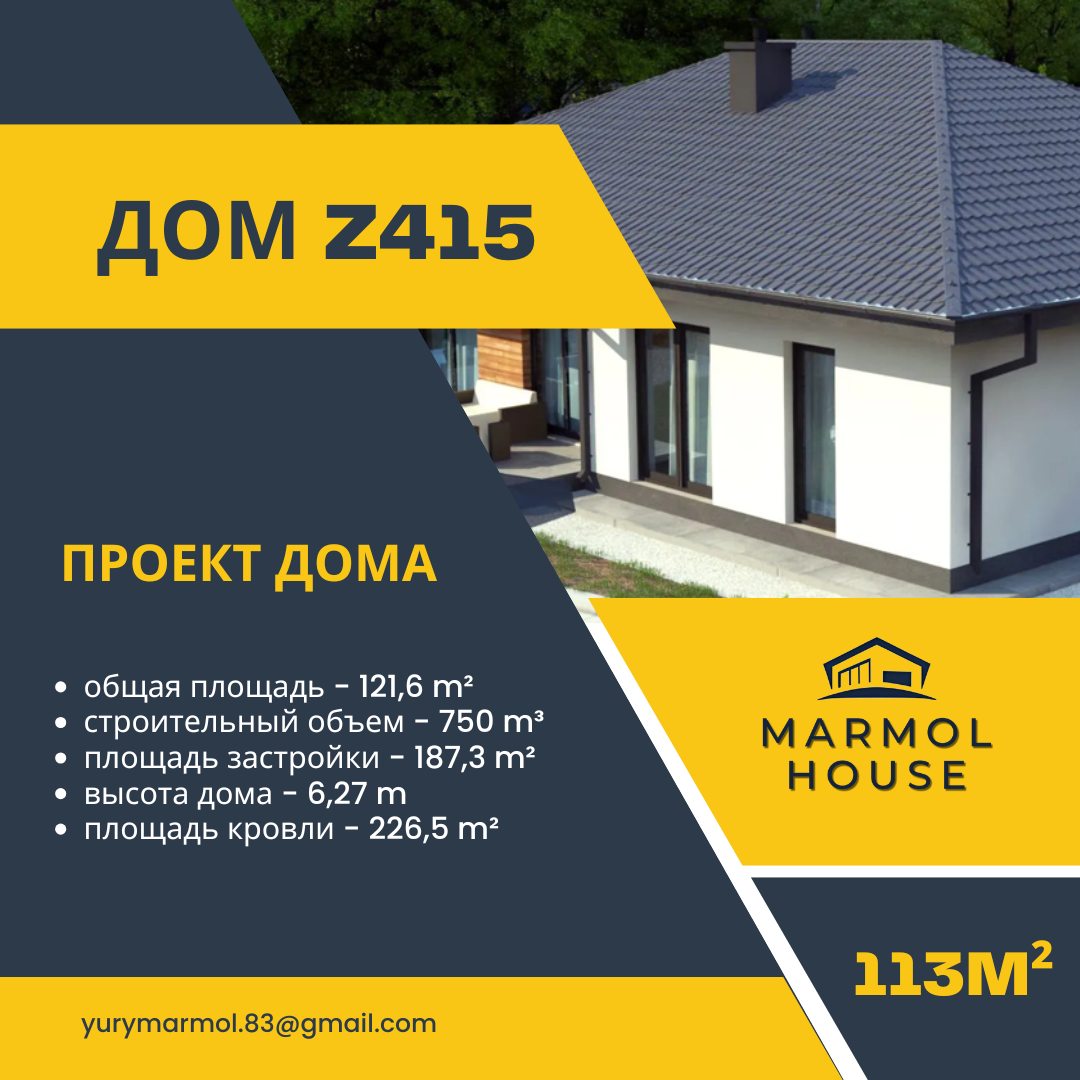 ДОМ Z415
ПРОЕКТ ДОМА
• общая площадь - 121,6 m²
• строительный объем - 750 m³
• площадь застройки - 187,3 m²
• высота дома - 6,27 m
• площадь кровли - 226,5 m²
MARMOL
HOUSE
113М²
yurymarmol.83@gmail.com